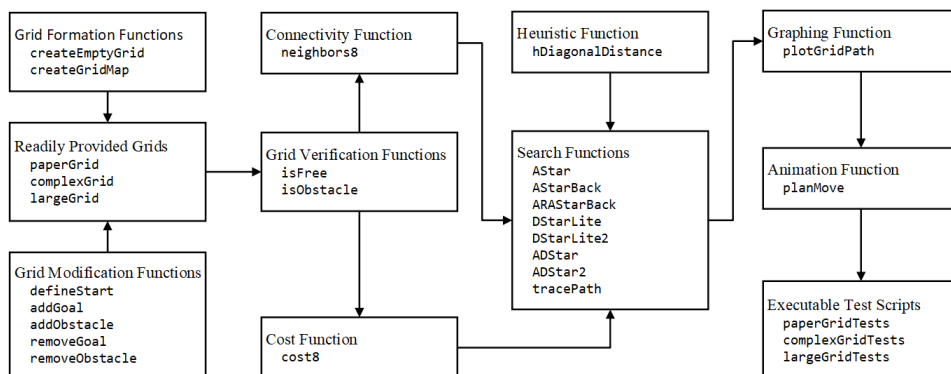 Grid Formation Functions
createEmptyGrid
createGridMap
Readily Provided Grids
paperGrid
complexGrid
largeGrid
Grid Modification Functions
defineStart
addGoal
addObstacle
removeGoal
removeObstacle
Connectivity Function
neighbors8
Grid Verification Functions
isFree
isObstacle
Cost Function
cost8
Heuristic Function
hDiagonalDistance
Search Functions
AStar
AStarBack
ARAStarBack
DStarLite
DStarLite2
ADStar
ADStar2
tracePath
Graphing Function
plotGridPath
Animation Function
planMove
Executable Test Scripts
paperGridTests
complexGridTests
largeGridTests